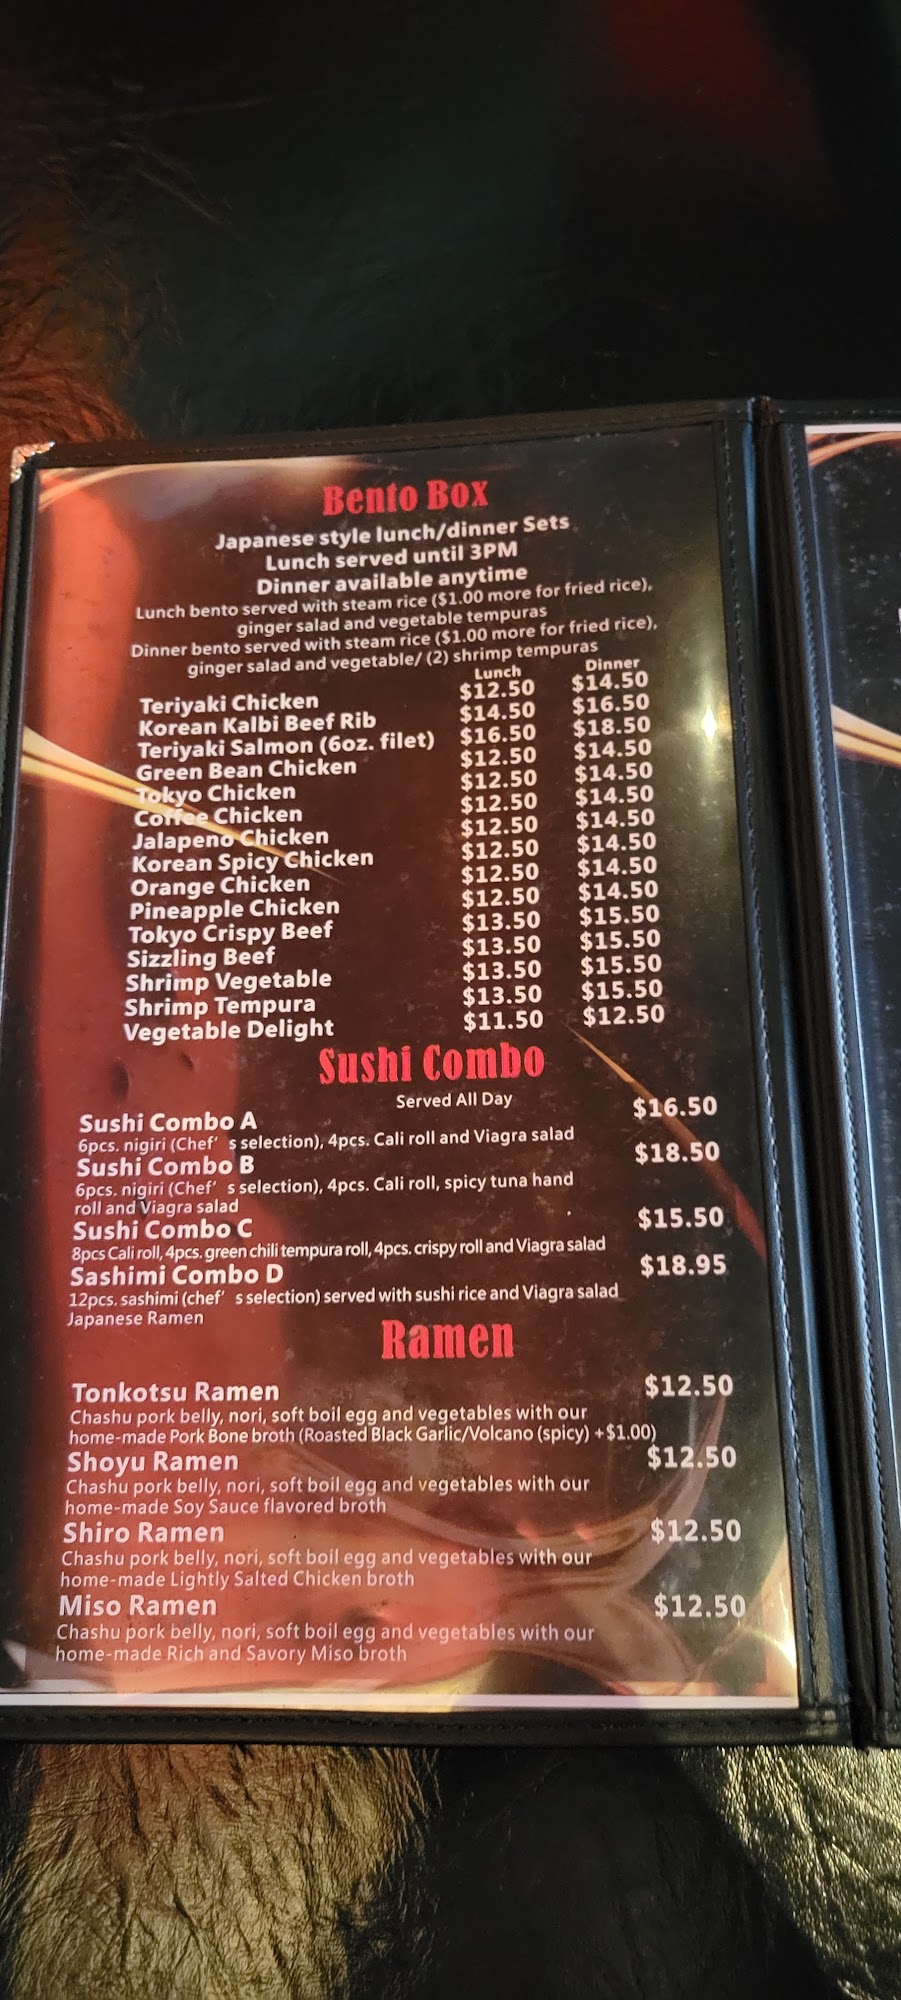 Bento Box
Japanese style lunch/dinner Sets
Lunch served until 3PM
Dinner available anytime
Lunch bento served with steam rice ($1.00 more for fried rice),
ginger salad and vegetable tempuras
Dinner bento served with steam rice ($1.00 more for fried rice),
ginger salad and vegetable/ (2) shrimp tempuras
Lunch Dinner
Teriyaki Chicken $12.50 $14.50
Korean Kalbi Beef Rib $14.50 $16.50
Teriyaki Salmon (6oz. filet) $16.50 $18.50
Green Bean Chicken $12.50 $14.50
Tokyo Chicken $12.50 $14.50
Coffee Chicken $12.50 $14.50
Jalapeno Chicken $12.50 $14.50
Korean Spicy Chicken $12.50 $14.50
Orange Chicken $12.50 $14.50
Pineapple Chicken $12.50 $14.50
Tokyo Crispy Beef $13.50 $15.50
Sizzling Beef $13.50 $15.50
Shrimp Vegetable $13.50 $15.50
Shrimp Tempura $13.50 $15.50
Vegetable Delight $11.50 $12.50
Sushi Combo
Served All Day
Sushi Combo A $16.50
6pcs. nigiri (Chef's selection), 4pcs. Cali roll and Viagra salad
Sushi Combo B $18.50
6pcs. nigiri (Chef's selection), 4pcs. Cali roll, spicy tuna hand
roll and Viagra salad
Sushi Combo C $15.50
8pcs Cali roll, 4pcs. green chili tempura roll, 4pcs. crispy roll and Viagra salad
Sashimi Combo D $18.95
12pcs. sashimi (chef's selection) served with sushi rice and Viagra salad
Japanese Ramen
Ramen
Tonkotsu Ramen $12.50
Chashu pork belly, nori, soft boil egg and vegetables with our
home-made Pork Bone broth (Roasted Black Garlic/Volcano (spicy) +$1.00)
Shoyu Ramen $12.50
Chashu pork belly, nori, soft boil egg and vegetables with our
home-made Soy Sauce flavored broth
Shiro Ramen $12.50
Chashu pork belly, nori, soft boil egg and vegetables with our
home-made Lightly Salted Chicken broth
Miso Ramen $12.50
Chashu pork belly, nori, soft boil egg and vegetables with our
home-made Rich and Savory Miso broth